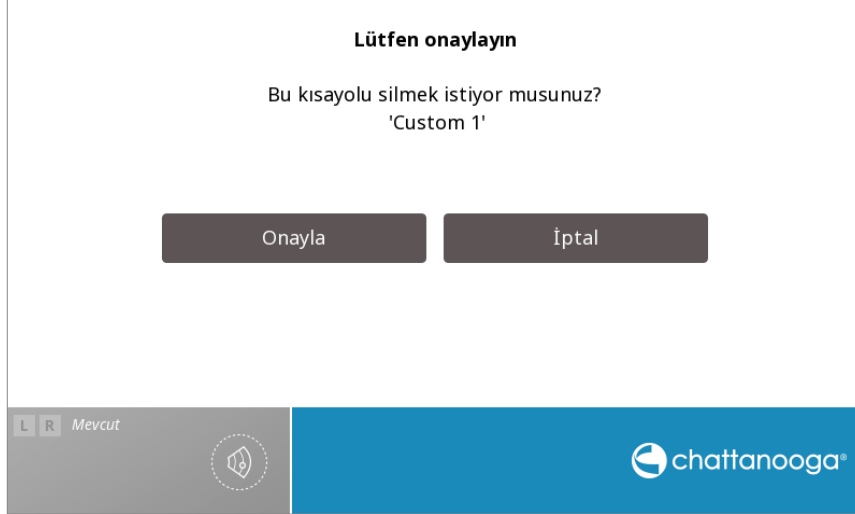 Lütfen onaylayın
Bu kısayolu silmek istiyor musunuz?
'Custom 1'
Onayla
İptal
L R Mevcut
chattanooga®